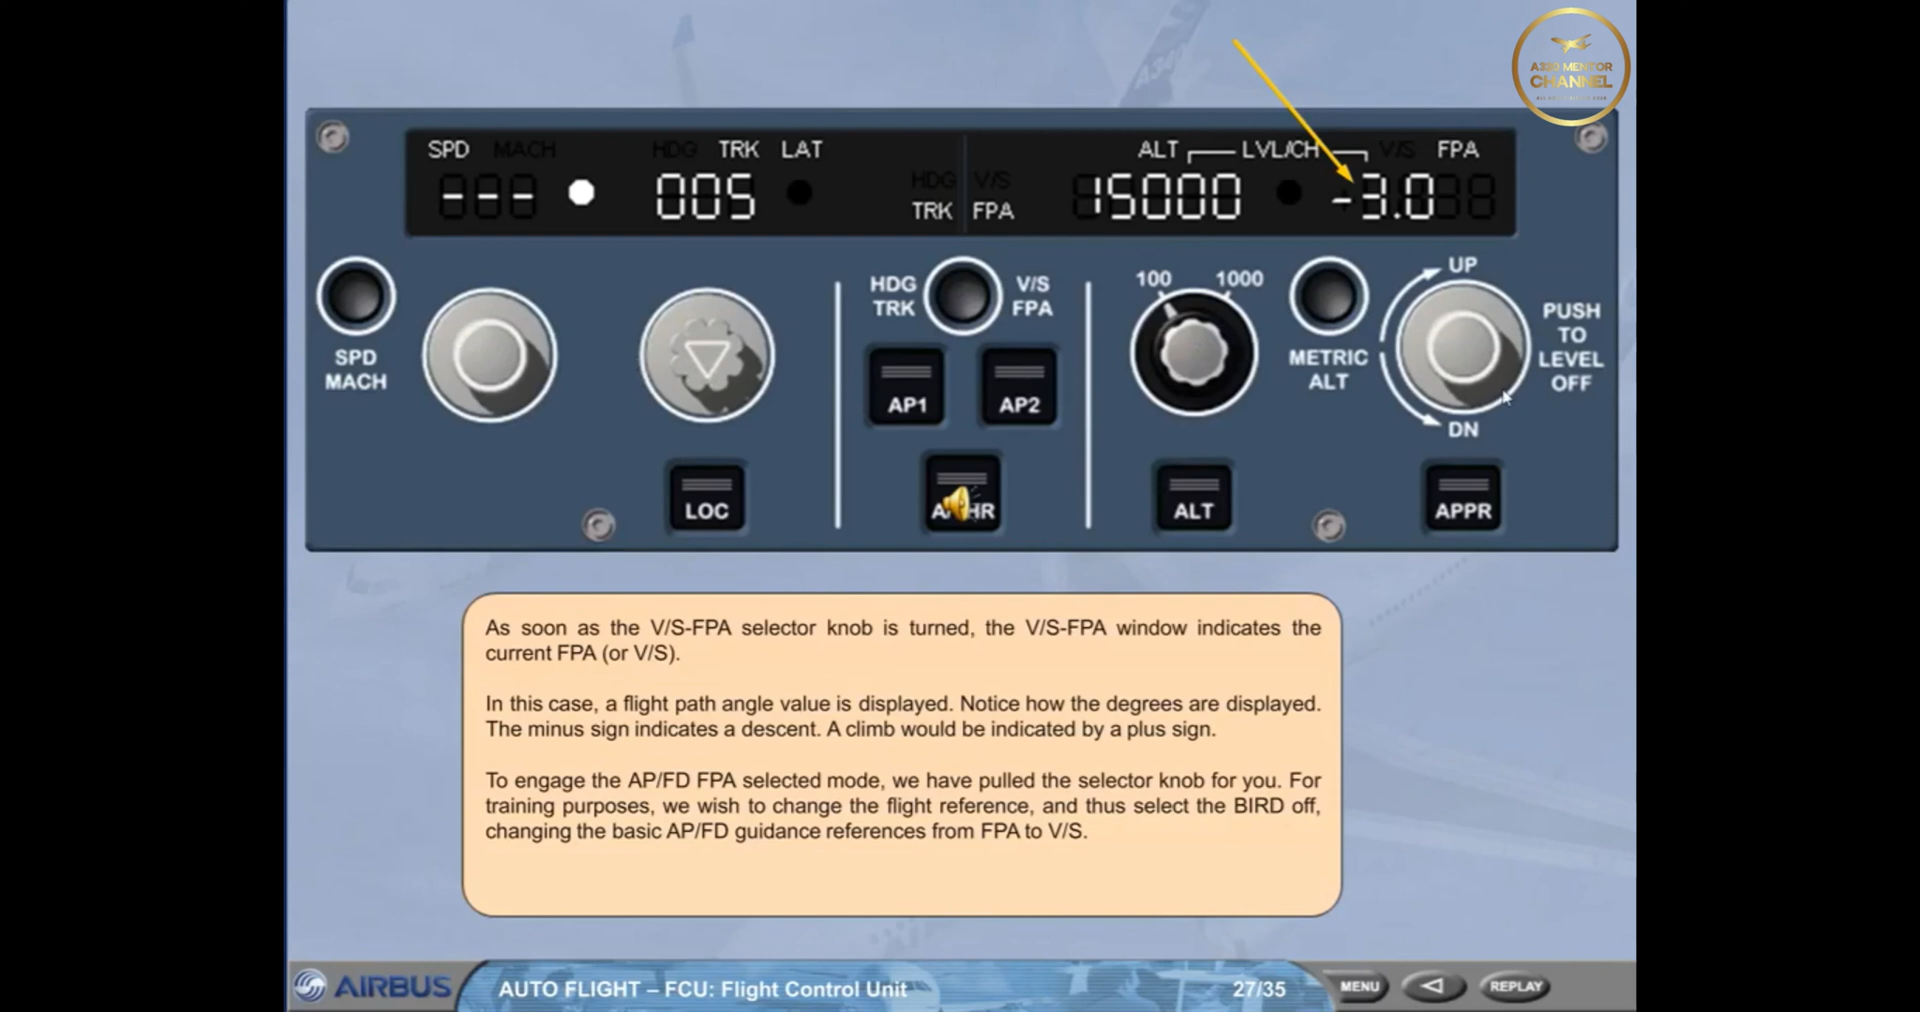 A320 MENTOR
CHANNEL
SPD MACH HDG TRK LAT ALT LVL/CH V/S FPA
--- 005 HDG V/S 15000 -3.0
TRK FPA
SPD
MACH
HDG
TRK
V/S
FPA
100 1000
METRIC
ALT
UP
DN
PUSH
TO
LEVEL
OFF
AP1 AP2
LOC
ALT
APPR
As soon as the V/S-FPA selector knob is turned, the V/S-FPA window indicates the
current FPA (or V/S).
In this case, a flight path angle value is displayed. Notice how the degrees are displayed.
The minus sign indicates a descent. A climb would be indicated by a plus sign.
To engage the AP/FD FPA selected mode, we have pulled the selector knob for you. For
training purposes, we wish to change the flight reference, and thus select the BIRD off,
changing the basic AP/FD guidance references from FPA to V/S.
AIRBUS
AUTO FLIGHT – FCU: Flight Control Unit 27/35
MENU REPLAY